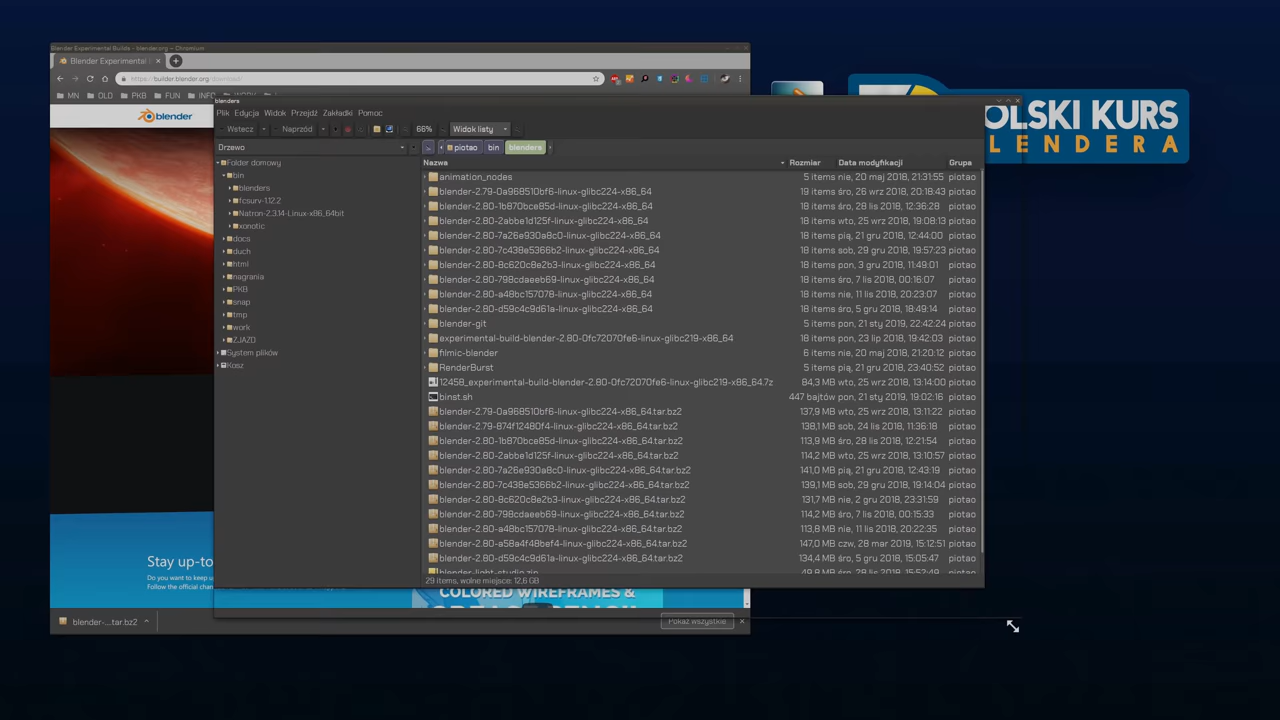 Blender Experimental Builds - blender.org - Chromium
Blender Experimental
https://builder.blender.org/download/
MN OLD PKB FUN INFO WORK
blender
OLSKI KURS
LENDERA
blenders
Plik Edycja Widok Przejdź Zakładki Pomoc
Wstecz Naprzód 66% Widok listy
Drzewo
piotao bin blenders
Nazwa Rozmiar Data modyfikacji Grupa
Folder domowy
bin
blenders
fcsurv-1.12.2
Natron-2.3.14-Linux-x86_64bit
xonotic
docs
duch
html
nagrania
PKB
snap
tmp
work
ZJAZD
System plików
Kosz
animation_nodes 5 items nie, 20 maj 2018, 21:31:55 piotao
blender-2.79-0a968510bf6-linux-glibc224-x86_64 19 items śro, 26 wrz 2018, 20:18:43 piotao
blender-2.80-1b870bce85d-linux-glibc224-x86_64 18 items śro, 28 lis 2018, 12:36:28 piotao
blender-2.80-2abbe1d125f-linux-glibc224-x86_64 18 items wto, 25 wrz 2018, 19:08:13 piotao
blender-2.80-7a26e930a8c0-linux-glibc224-x86_64 18 items pią, 21 gru 2018, 12:44:00 piotao
blender-2.80-7c438e5366b2-linux-glibc224-x86_64 18 items sob, 29 gru 2018, 19:57:23 piotao
blender-2.80-8c620c8e2b3-linux-glibc224-x86_64 18 items pon, 3 gru 2018, 11:49:01 piotao
blender-2.80-798cdaeeb69-linux-glibc224-x86_64 18 items śro, 7 lis 2018, 00:16:07 piotao
blender-2.80-a48bc157078-linux-glibc224-x86_64 18 items nie, 11 lis 2018, 20:23:07 piotao
blender-2.80-d59c4c9d61a-linux-glibc224-x86_64 18 items śro, 5 gru 2018, 18:49:14 piotao
blender-git 5 items pon, 21 sty 2019, 22:42:24 piotao
experimental-build-blender-2.80-0fc72070fe6-linux-glibc219-x86_64 18 items pon, 23 lip 2018, 19:42:03 piotao
filmic-blender 6 items nie, 20 maj 2018, 21:20:12 piotao
RenderBurst 5 items pią, 21 gru 2018, 23:40:52 piotao
12458_experimental-build-blender-2.80-0fc72070fe6-linux-glibc219-x86_64.7z 84,3 MB wto, 25 wrz 2018, 13:14:00 piotao
binst.sh 447 bajtów pon, 21 sty 2019, 19:02:16 piotao
blender-2.79-0a968510bf6-linux-glibc224-x86_64.tar.bz2 137,9 MB wto, 25 wrz 2018, 13:11:22 piotao
blender-2.79-874f12480f4-linux-glibc224-x86_64.tar.bz2 138,1 MB sob, 24 lis 2018, 11:36:18 piotao
blender-2.80-1b870bce85d-linux-glibc224-x86_64.tar.bz2 113,9 MB śro, 28 lis 2018, 12:21:54 piotao
blender-2.80-2abbe1d125f-linux-glibc224-x86_64.tar.bz2 114,2 MB wto, 25 wrz 2018, 13:10:57 piotao
blender-2.80-7a26e930a8c0-linux-glibc224-x86_64.tar.bz2 141,0 MB pią, 21 gru 2018, 12:43:19 piotao
blender-2.80-7c438e5366b2-linux-glibc224-x86_64.tar.bz2 139,1 MB sob, 29 gru 2018, 19:14:04 piotao
blender-2.80-8c620c8e2b3-linux-glibc224-x86_64.tar.bz2 131,7 MB nie, 2 gru 2018, 23:31:59 piotao
blender-2.80-798cdaeeb69-linux-glibc224-x86_64.tar.bz2 114,2 MB śro, 7 lis 2018, 00:15:33 piotao
blender-2.80-a48bc157078-linux-glibc224-x86_64.tar.bz2 113,8 MB nie, 11 lis 2018, 20:22:35 piotao
blender-2.80-a58a4f48bef4-linux-glibc224-x86_64.tar.bz2 147,0 MB czw, 28 mar 2019, 15:12:51 piotao
blender-2.80-d59c4c9d61a-linux-glibc224-x86_64.tar.bz2 134,4 MB śro, 5 gru 2018, 15:05:47 piotao
blender-light-studio.zip 49,8 MB śro, 28 lis 2018, 15:52:49 piotao
29 items, wolne miejsce: 12,6 GB
Stay up-to
Do you want to keep u
Follow the official chan
COLORED WIREFRAMES &
GREASE PENCIL
blender-....tar.bz2
Pokaż wszystkie